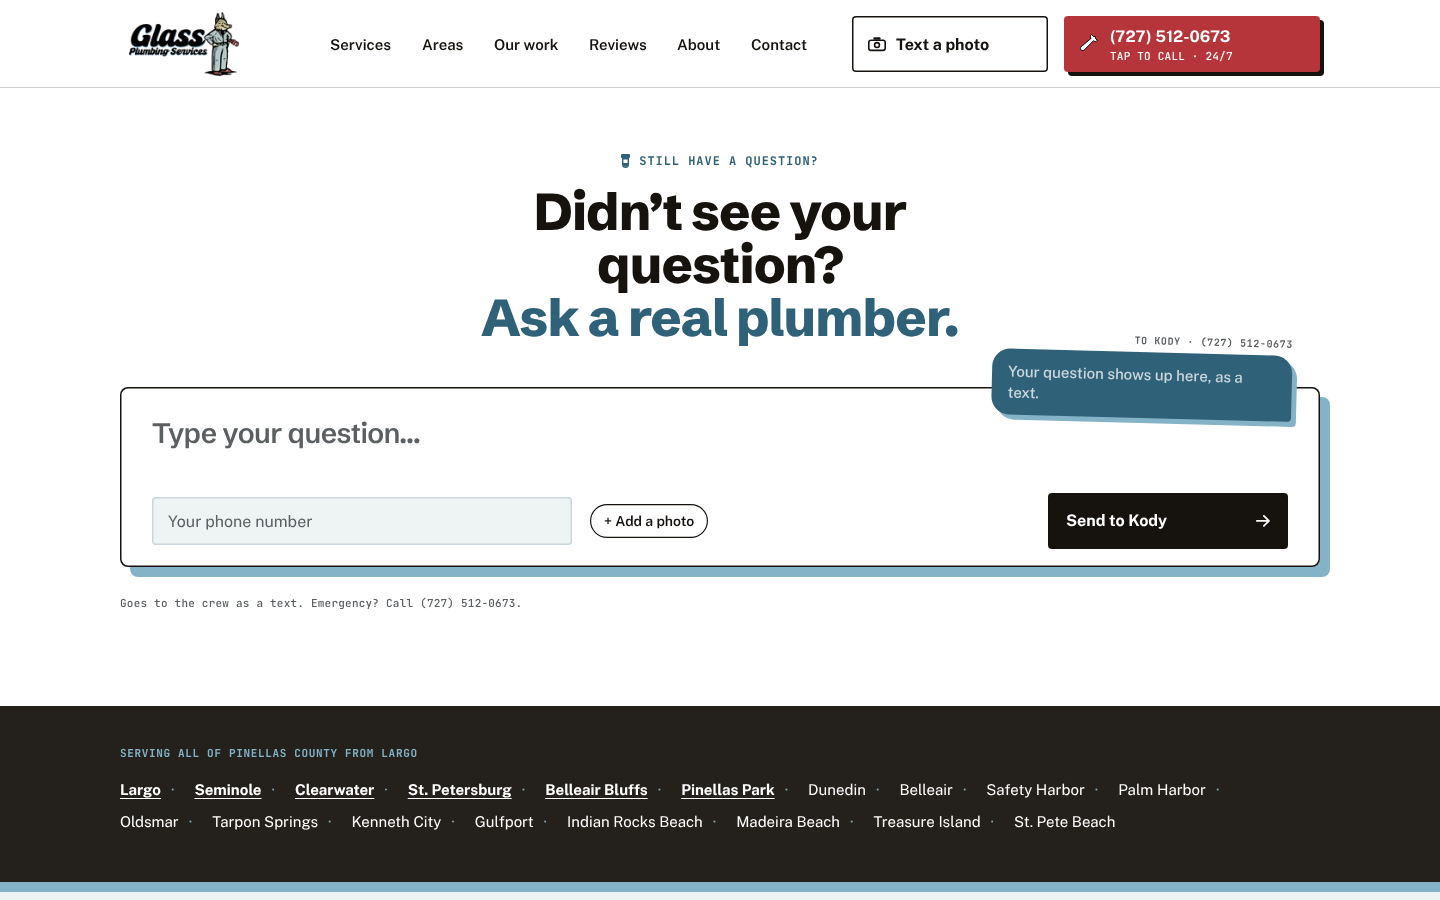 Glass
Plumbing Services
Services
Areas
Our work
Reviews
About
Contact
Text a photo
(727) 512-0673
TAP TO CALL · 24/7
STILL HAVE A QUESTION?
Didn’t see your
question?
Ask a real plumber.
TO KODY · (727) 512-0673
Your question shows up here, as a
text.
Type your question...
Your phone number
+ Add a photo
Send to Kody
Goes to the crew as a text. Emergency? Call (727) 512-0673.
SERVING ALL OF PINELLAS COUNTY FROM LARGO
Largo · Seminole · Clearwater · St. Petersburg · Belleair Bluffs · Pinellas Park · Dunedin · Belleair · Safety Harbor · Palm Harbor ·
Oldsmar · Tarpon Springs · Kenneth City · Gulfport · Indian Rocks Beach · Madeira Beach · Treasure Island · St. Pete Beach